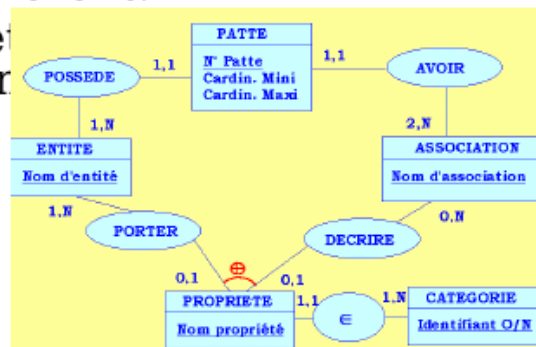 PATTE
N° Patte
Cardin. Mini
Cardin. Maxi
POSSEDE
1,1
1,1
AVOIR
1,N
2,N
ENTITE
Nom d'entité
ASSOCIATION
Nom d'association
1,N
0,N
PORTER
DECRIRE
0,1
⊕
0,1
PROPRIETE
Nom propriété
1,1
∈
1,N
CATEGORIE
Identifiant O/N